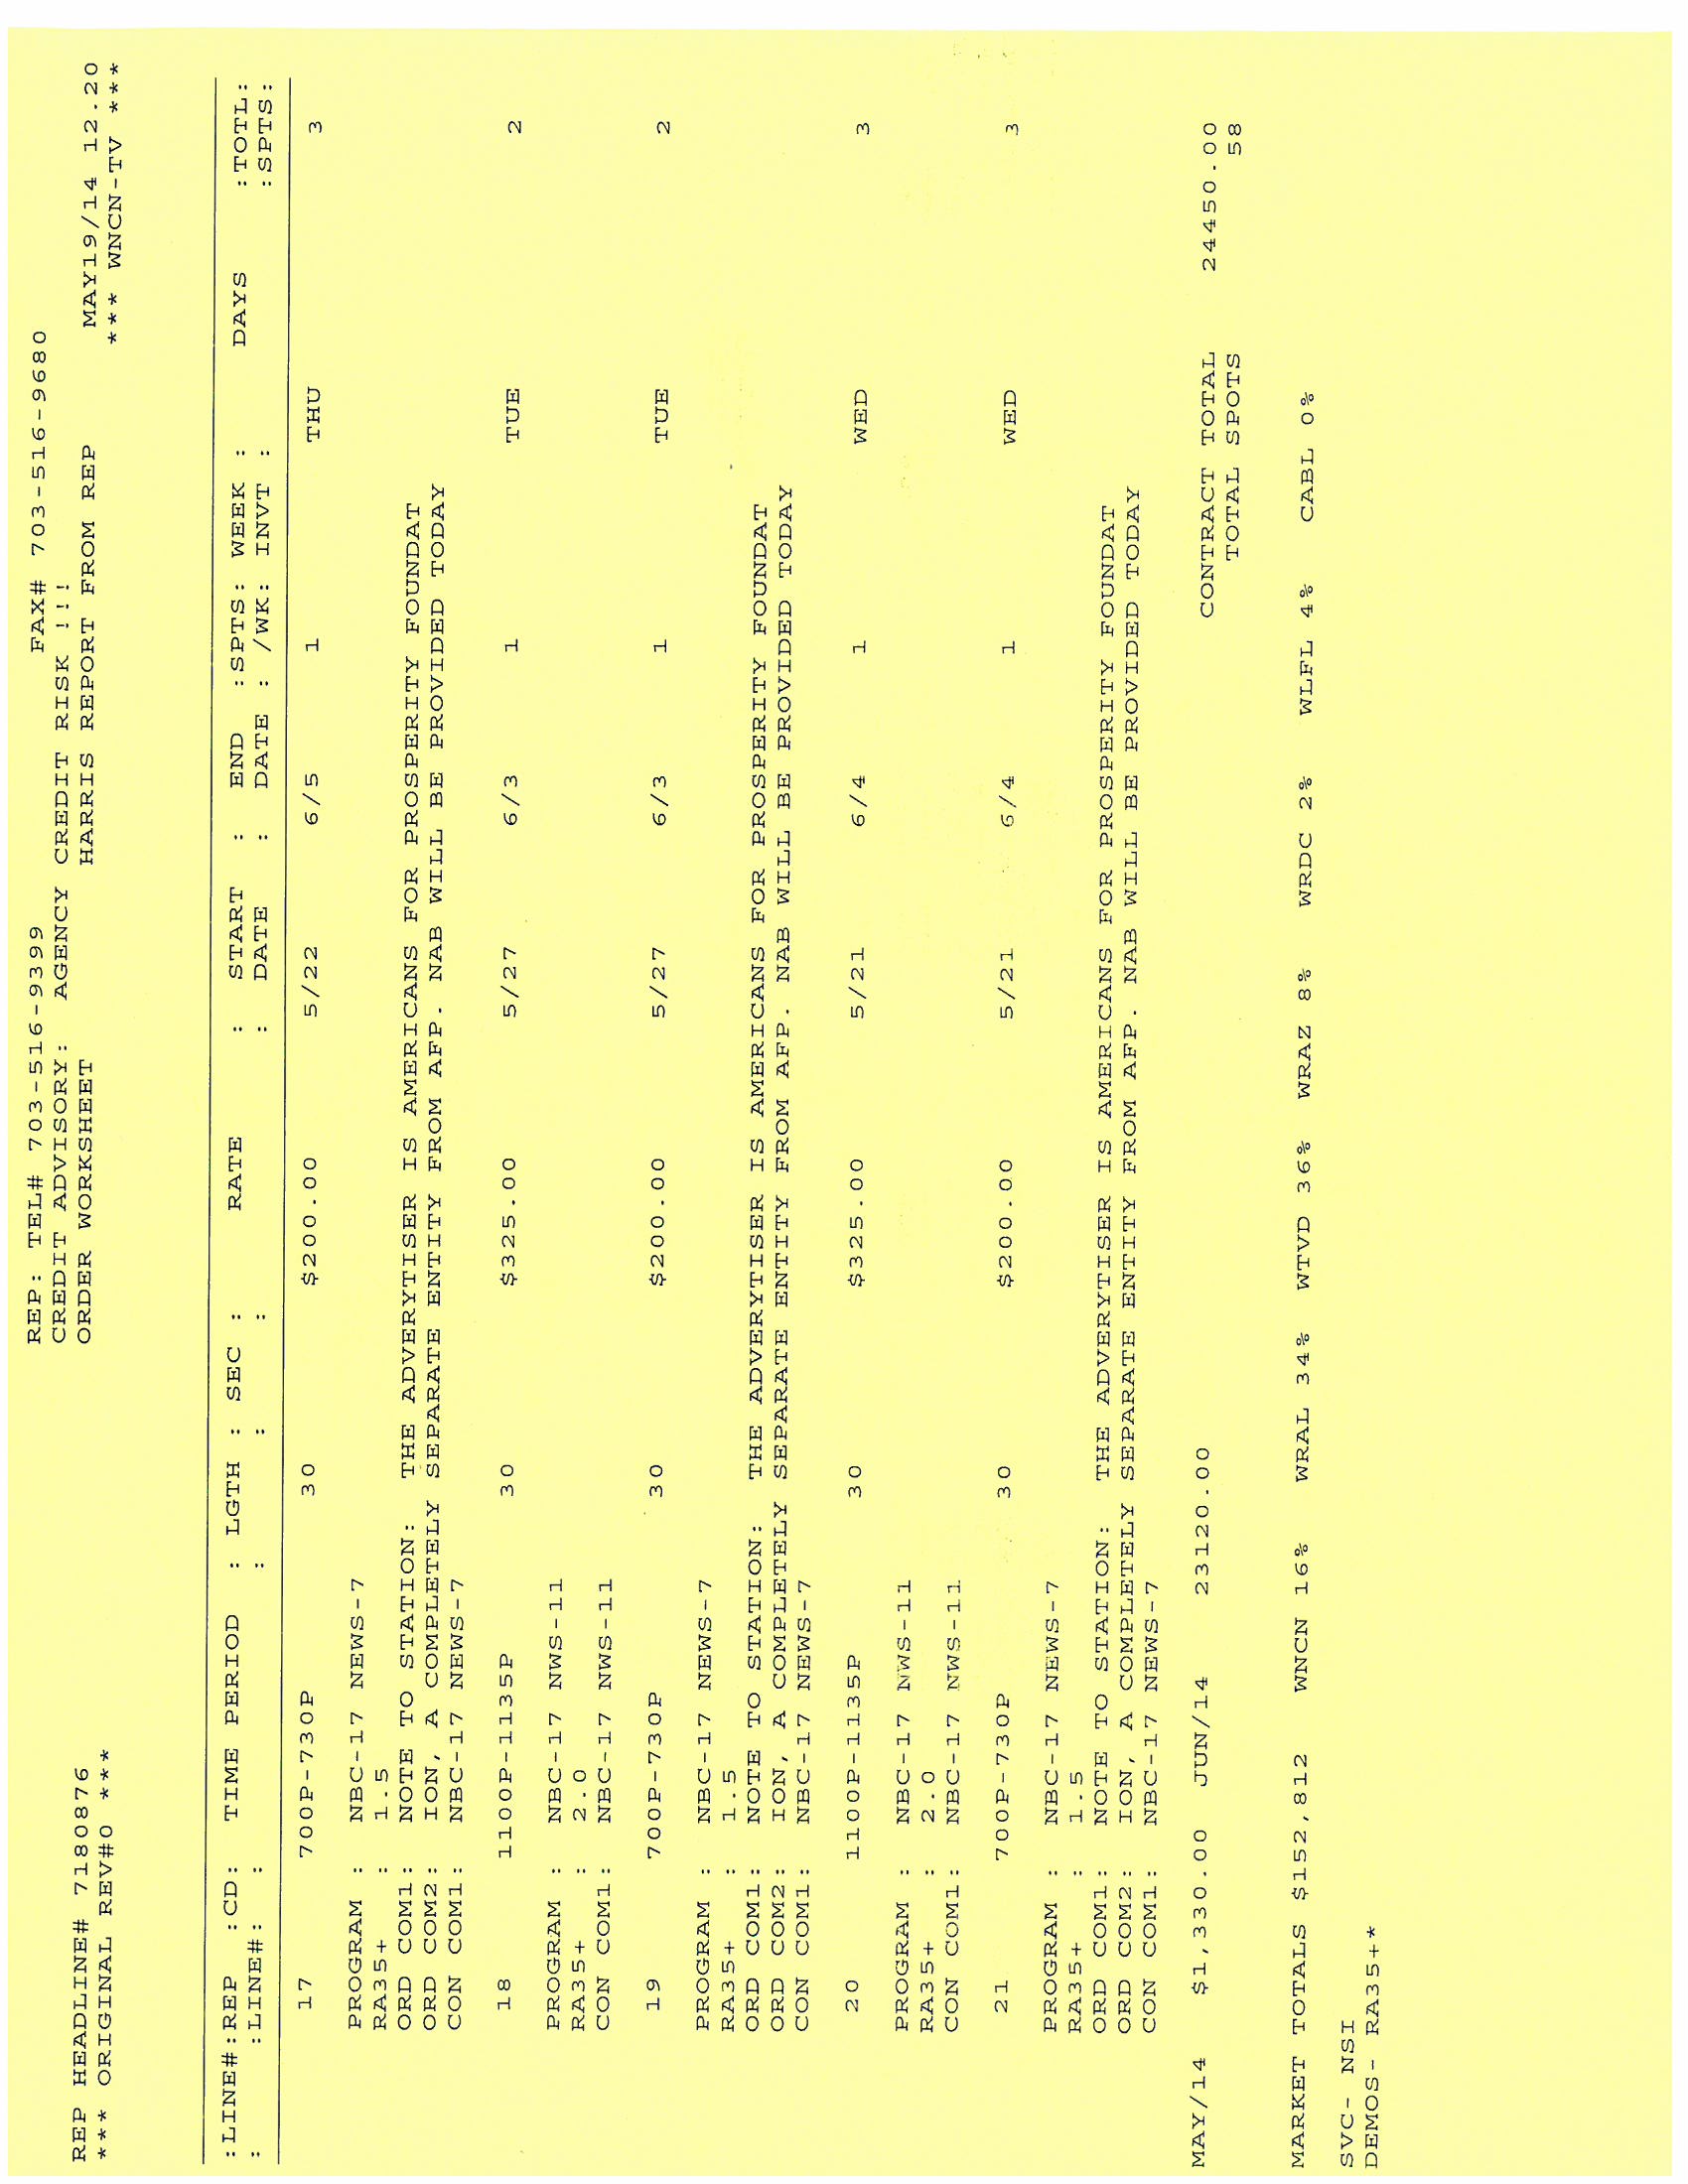 REP: TEL# 703-516-9399 FAX# 703-516-9680
CREDIT ADVISORY: AGENCY CREDIT RISK !!!
REP HEADLINE# 7180876 ORDER WORKSHEET HARRIS REPORT FROM REP MAY19/14 12.20
*** ORIGINAL REV#0 *** *** WNCN-TV ***
:LINE#:REP :CD: TIME PERIOD : LGTH : SEC : RATE : START : END :SPTS: WEEK : DAYS :TOTL:
: :LINE#: : : : DATE : DATE : /WK: INVT : :SPTS:
17 700P-730P 30 $200.00 5/22 6/5 1 THU 3
PROGRAM : NBC-17 NEWS-7
RA35+ : 1.5
ORD COM1: NOTE TO STATION: THE ADVERYTISER IS AMERICANS FOR PROSPERITY FOUNDAT
ORD COM2: ION, A COMPLETELY SEPARATE ENTITY FROM AFP. NAB WILL BE PROVIDED TODAY
CON COM1: NBC-17 NEWS-7
18 1100P-1135P 30 $325.00 5/27 6/3 1 TUE 2
PROGRAM : NBC-17 NWS-11
RA35+ : 2.0
CON COM1: NBC-17 NWS-11
19 700P-730P 30 $200.00 5/27 6/3 1 TUE 2
PROGRAM : NBC-17 NEWS-7
RA35+ : 1.5
ORD COM1: NOTE TO STATION: THE ADVERYTISER IS AMERICANS FOR PROSPERITY FOUNDAT
ORD COM2: ION, A COMPLETELY SEPARATE ENTITY FROM AFP. NAB WILL BE PROVIDED TODAY
CON COM1: NBC-17 NEWS-7
20 1100P-1135P 30 $325.00 5/21 6/4 1 WED 3
PROGRAM : NBC-17 NWS-11
RA35+ : 2.0
CON COM1: NBC-17 NWS-11
21 700P-730P 30 $200.00 5/21 6/4 1 WED 3
PROGRAM : NBC-17 NEWS-7
RA35+ : 1.5
ORD COM1: NOTE TO STATION: THE ADVERYTISER IS AMERICANS FOR PROSPERITY FOUNDAT
ORD COM2: ION, A COMPLETELY SEPARATE ENTITY FROM AFP. NAB WILL BE PROVIDED TODAY
CON COM1: NBC-17 NEWS-7
MAY/14 $1,330.00 JUN/14 23120.00 CONTRACT TOTAL 24450.00
TOTAL SPOTS 58
MARKET TOTALS $152,812 WNCN 16% WRAL 34% WTVD 36% WRAZ 8% WRDC 2% WLFL 4% CABL 0%
SVC- NSI
DEMOS- RA35+*